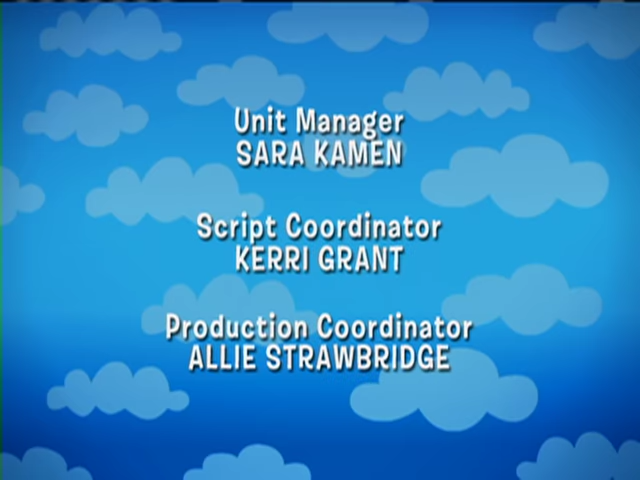 Unit Manager
SARA KAMEN
Script Coordinator
KERRI GRANT
Production Coordinator
ALLIE STRAWBRIDGE